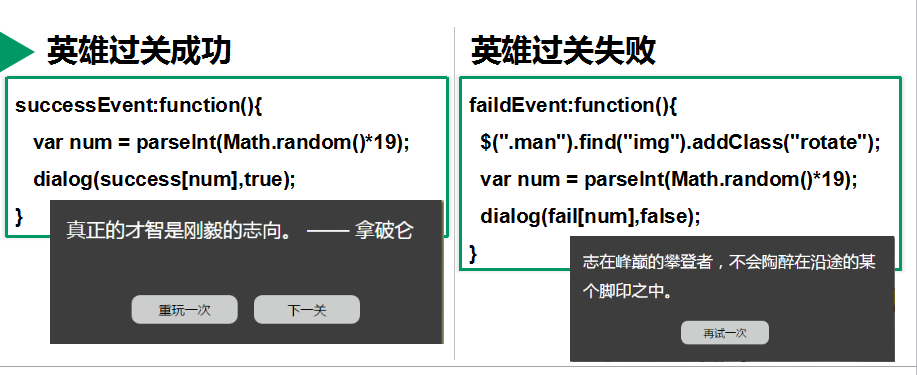 英雄过关成功
successEvent:function(){
var num = parseInt(Math.random()*19);
dialog(success[num],true);
}
真正的才智是刚毅的志向。 —— 拿破仑
重玩一次
下一关
英雄过关失败
faildEvent:function(){
$(".man").find("img").addClass("rotate");
var num = parseInt(Math.random()*19);
dialog(fail[num],false);
}
志在峰巅的攀登者，不会陶醉在沿途的某
个脚印之中。
再试一次